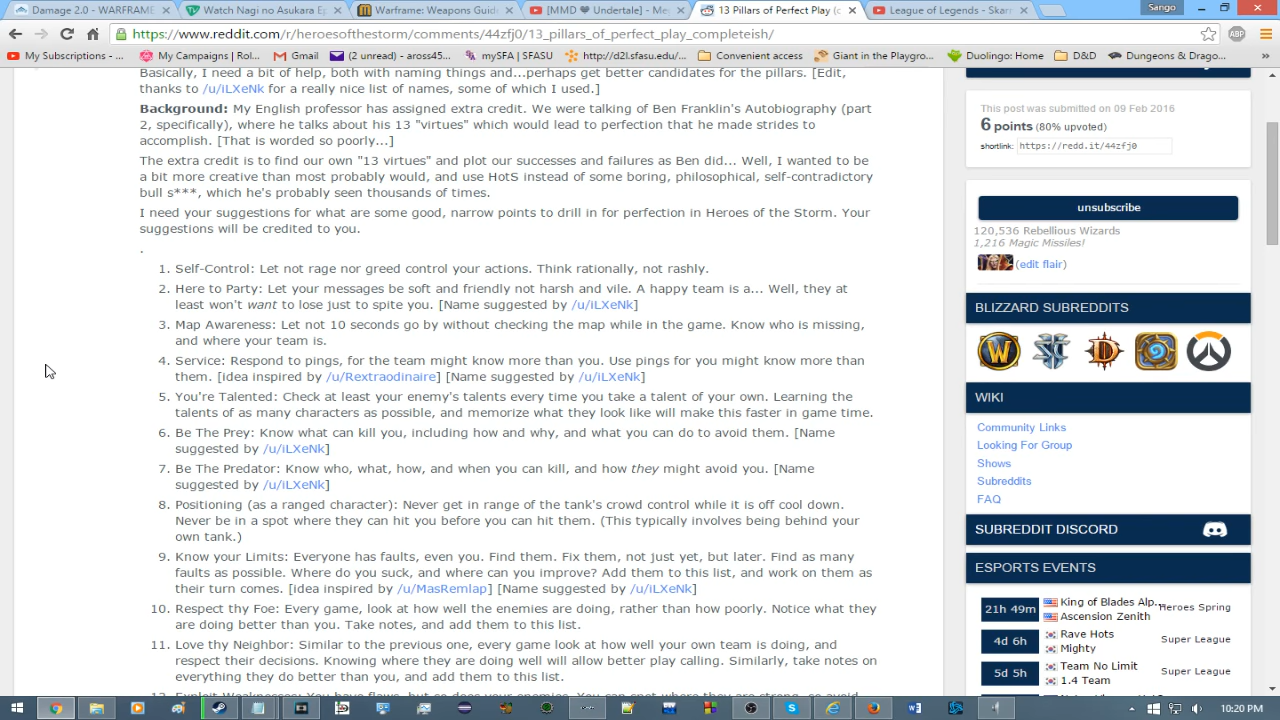 Damage 2.0 - WARFRAME
Watch Nagi no Asukara Ep
Warframe: Weapons Guide
[MMD ❤ Undertale] - Me
13 Pillars of Perfect Play (c
League of Legends - Skarn
Sango
https://www.reddit.com/r/heroesofthestorm/comments/44zfj0/13_pillars_of_perfect_play_completeish/
My Subscriptions -
My Campaigns | Rol
Gmail
(2 unread) - aross45
mySFA | SFASU
http://d2l.sfasu.edu/
Convenient access
Giant in the Playgro
Duolingo: Home
D&D
Dungeons & Drago
Basically, I need a bit of help, both with naming things and...perhaps get better candidates for the pillars. [Edit,
thanks to /u/iLXeNk for a really nice list of names, some of which I used.]
Background: My English professor has assigned extra credit. We were talking of Ben Franklin's Autobiography (part
2, specifically), where he talks about his 13 "virtues" which would lead to perfection that he made strides to
accomplish. [That is worded so poorly...]
The extra credit is to find our own "13 virtues" and plot our successes and failures as Ben did... Well, I wanted to be
a bit more creative than most probably would, and use HotS instead of some boring, philosophical, self-contradictory
bull s***, which he's probably seen thousands of times.
I need your suggestions for what are some good, narrow points to drill in for perfection in Heroes of the Storm. Your
suggestions will be credited to you.
.
1. Self-Control: Let not rage nor greed control your actions. Think rationally, not rashly.
2. Here to Party: Let your messages be soft and friendly not harsh and vile. A happy team is a... Well, they at
least won't want to lose just to spite you. [Name suggested by /u/iLXeNk]
3. Map Awareness: Let not 10 seconds go by without checking the map while in the game. Know who is missing,
and where your team is.
4. Service: Respond to pings, for the team might know more than you. Use pings for you might know more than
them. [idea inspired by /u/Rextraodinaire] [Name suggested by /u/iLXeNk]
5. You're Talented: Check at least your enemy's talents every time you take a talent of your own. Learning the
talents of as many characters as possible, and memorize what they look like will make this faster in game time.
6. Be The Prey: Know what can kill you, including how and why, and what you can do to avoid them. [Name
suggested by /u/iLXeNk]
7. Be The Predator: Know who, what, how, and when you can kill, and how they might avoid you. [Name
suggested by /u/iLXeNk]
8. Positioning (as a ranged character): Never get in range of the tank's crowd control while it is off cool down.
Never be in a spot where they can hit you before you can hit them. (This typically involves being behind your
own tank.)
9. Know your Limits: Everyone has faults, even you. Find them. Fix them, not just yet, but later. Find as many
faults as possible. Where do you suck, and where can you improve? Add them to this list, and work on them as
their turn comes. [idea inspired by /u/MasRemlap] [Name suggested by /u/iLXeNk]
10. Respect thy Foe: Every game, look at how well the enemies are doing, rather than how poorly. Notice what they
are doing better than you. Take notes, and add them to this list.
11. Love thy Neighbor: Similar to the previous one, every game look at how well your own team is doing, and
respect their decisions. Knowing where they are doing well will allow better play calling. Similarly, take notes on
everything they do better than you, and add them to this list.
12. Exploit Weaknesses: You have flaws, but so does your enemies. You can spot where they are strong, so avoid
This post was submitted on 09 Feb 2016
6 points (80% upvoted)
shortlink: https://redd.it/44zfj0
unsubscribe
120,536 Rebellious Wizards
1,216 Magic Missiles!
(edit flair)
BLIZZARD SUBREDDITS
WIKI
Community Links
Looking For Group
Shows
Subreddits
FAQ
SUBREDDIT DISCORD
ESPORTS EVENTS
21h 49m King of Blades Alp... Heroes Spring
Ascension Zenith
4d 6h Rave Hots Super League
Mighty
5d 5h Team No Limit Super League
1.4 Team
10:20 PM